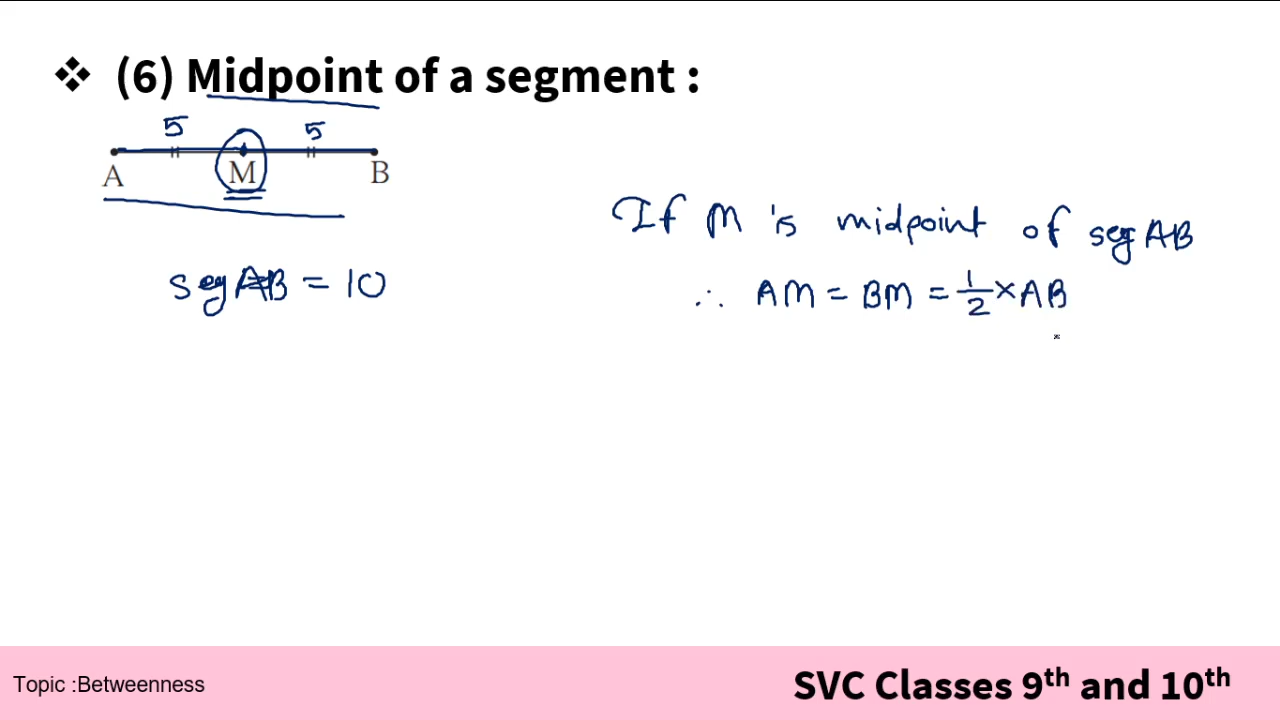 ❖ (6) Midpoint of a segment :
5 5
A M B
If M is midpoint of seg AB
seg AB = 10
∴ AM = BM = 1/2 × AB
Topic :Betweenness
SVC Classes 9th and 10th